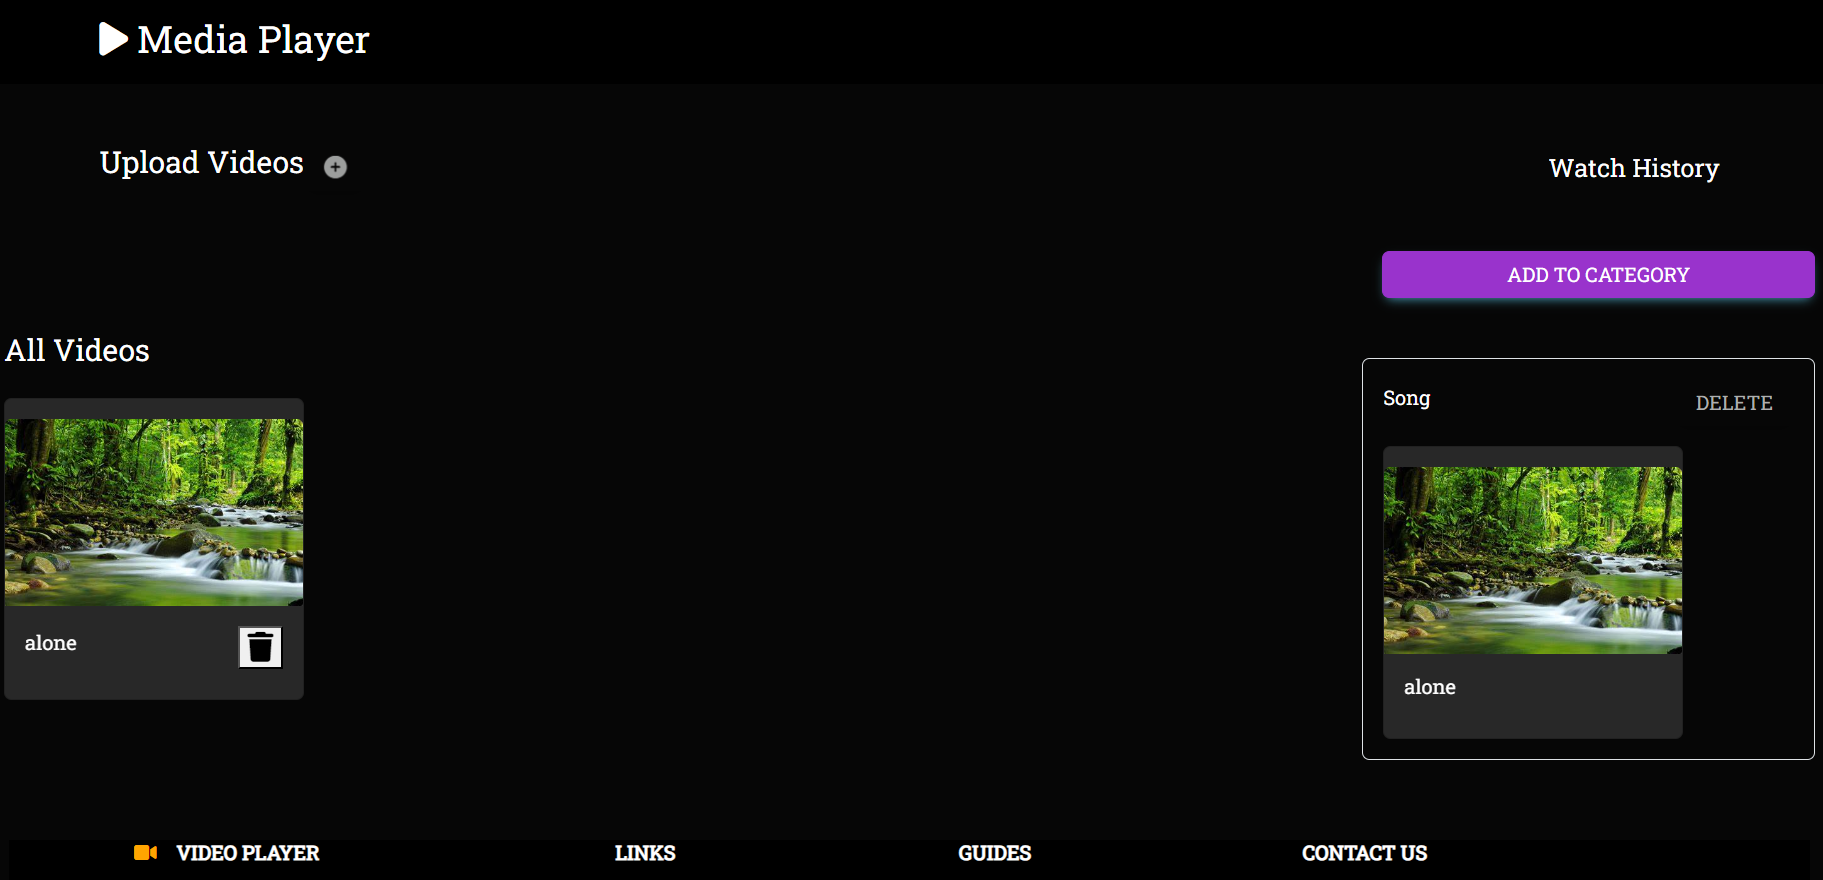 Media Player
Upload Videos
Watch History
ADD TO CATEGORY
All Videos
Song
DELETE
alone
alone
VIDEO PLAYER
LINKS
GUIDES
CONTACT US